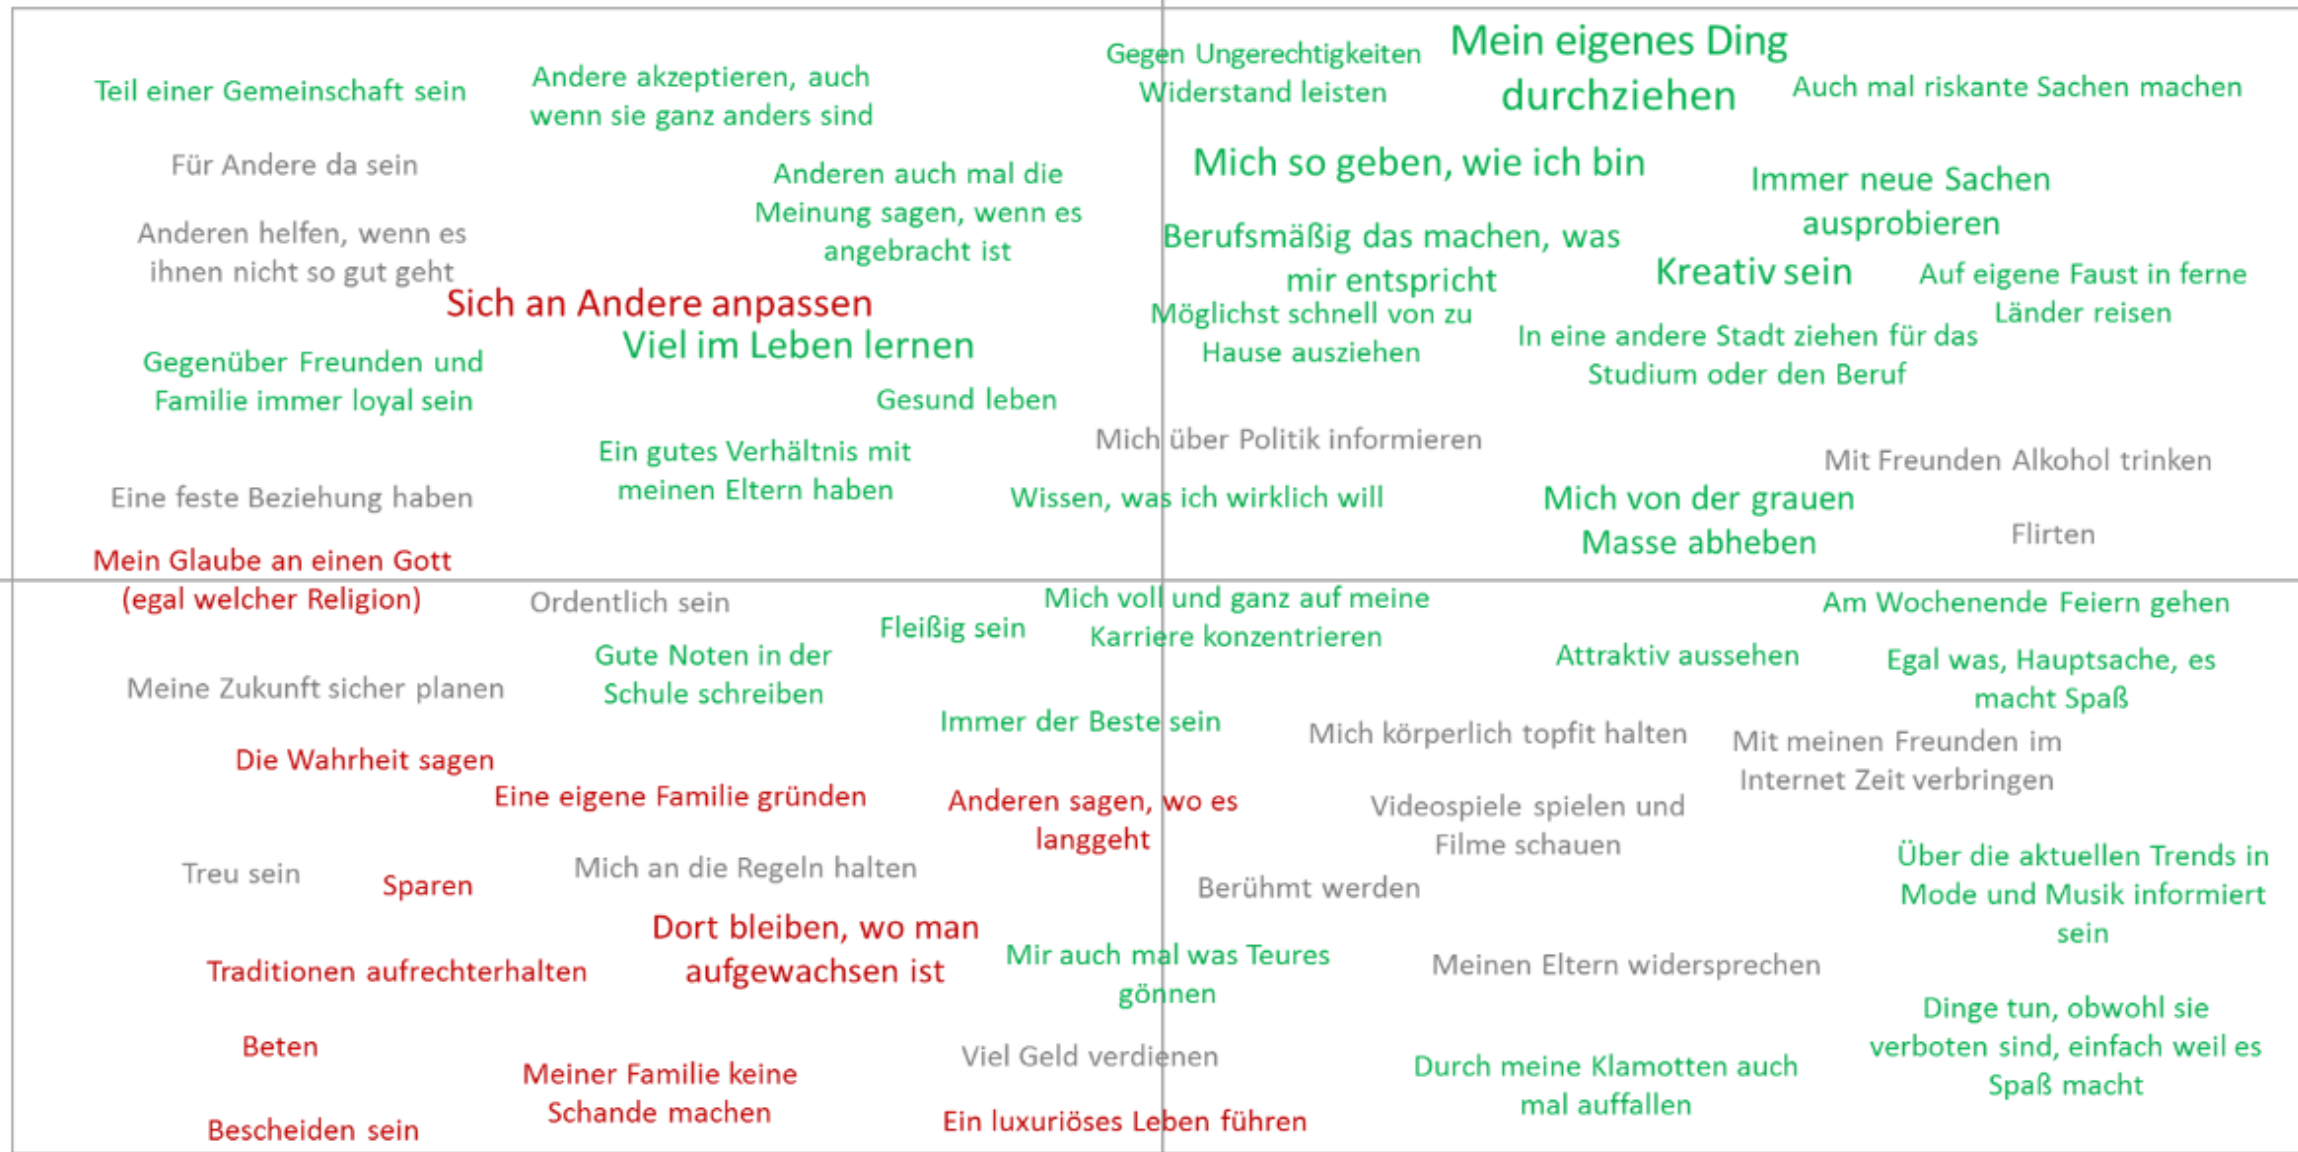 Teil einer Gemeinschaft sein
Andere akzeptieren, auch
wenn sie ganz anders sind
Für Andere da sein
Anderen auch mal die
Meinung sagen, wenn es
angebracht ist
Anderen helfen, wenn es
ihnen nicht so gut geht
Sich an Andere anpassen
Viel im Leben lernen
Gegenüber Freunden und
Familie immer loyal sein
Gesund leben
Ein gutes Verhältnis mit
meinen Eltern haben
Eine feste Beziehung haben
Mein Glaube an einen Gott
(egal welcher Religion)
Gegen Ungerechtigkeiten
Widerstand leisten
Mein eigenes Ding
durchziehen
Auch mal riskante Sachen machen
Mich so geben, wie ich bin
Immer neue Sachen
ausprobieren
Berufsmäßig das machen, was
mir entspricht
Kreativ sein
Auf eigene Faust in ferne
Länder reisen
Möglichst schnell von zu
Hause ausziehen
In eine andere Stadt ziehen für das
Studium oder den Beruf
Mich über Politik informieren
Mit Freunden Alkohol trinken
Wissen, was ich wirklich will
Mich von der grauen
Masse abheben
Flirten
Ordentlich sein
Fleißig sein
Gute Noten in der
Schule schreiben
Meine Zukunft sicher planen
Immer der Beste sein
Die Wahrheit sagen
Eine eigene Familie gründen
Anderen sagen, wo es
langgeht
Treu sein
Sparen
Mich an die Regeln halten
Dort bleiben, wo man
aufgewachsen ist
Traditionen aufrechterhalten
Beten
Meiner Familie keine
Schande machen
Bescheiden sein
Mich voll und ganz auf meine
Karriere konzentrieren
Am Wochenende Feiern gehen
Attraktiv aussehen
Egal was, Hauptsache, es
macht Spaß
Mich körperlich topfit halten
Mit meinen Freunden im
Internet Zeit verbringen
Videospiele spielen und
Filme schauen
Berühmt werden
Über die aktuellen Trends in
Mode und Musik informiert
sein
Mir auch mal was Teures
gönnen
Meinen Eltern widersprechen
Viel Geld verdienen
Durch meine Klamotten auch
mal auffallen
Dinge tun, obwohl sie
verboten sind, einfach weil es
Spaß macht
Ein luxuriöses Leben führen